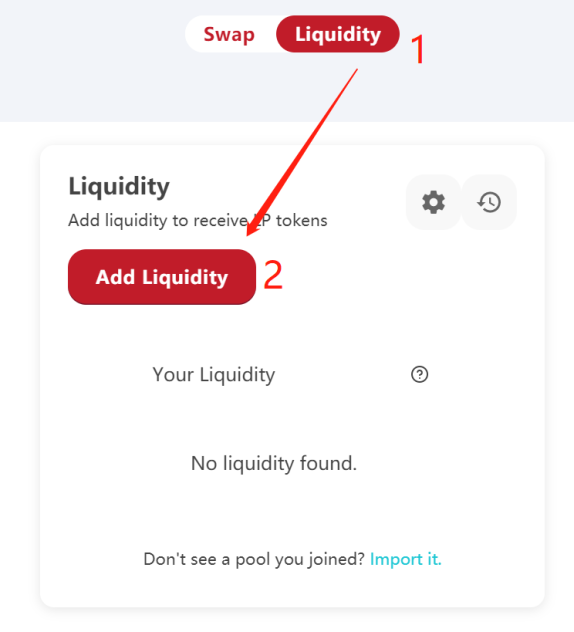 Swap Liquidity 1
Liquidity
Add liquidity to receive LP tokens
Add Liquidity 2
Your Liquidity
No liquidity found.
Don't see a pool you joined? Import it.